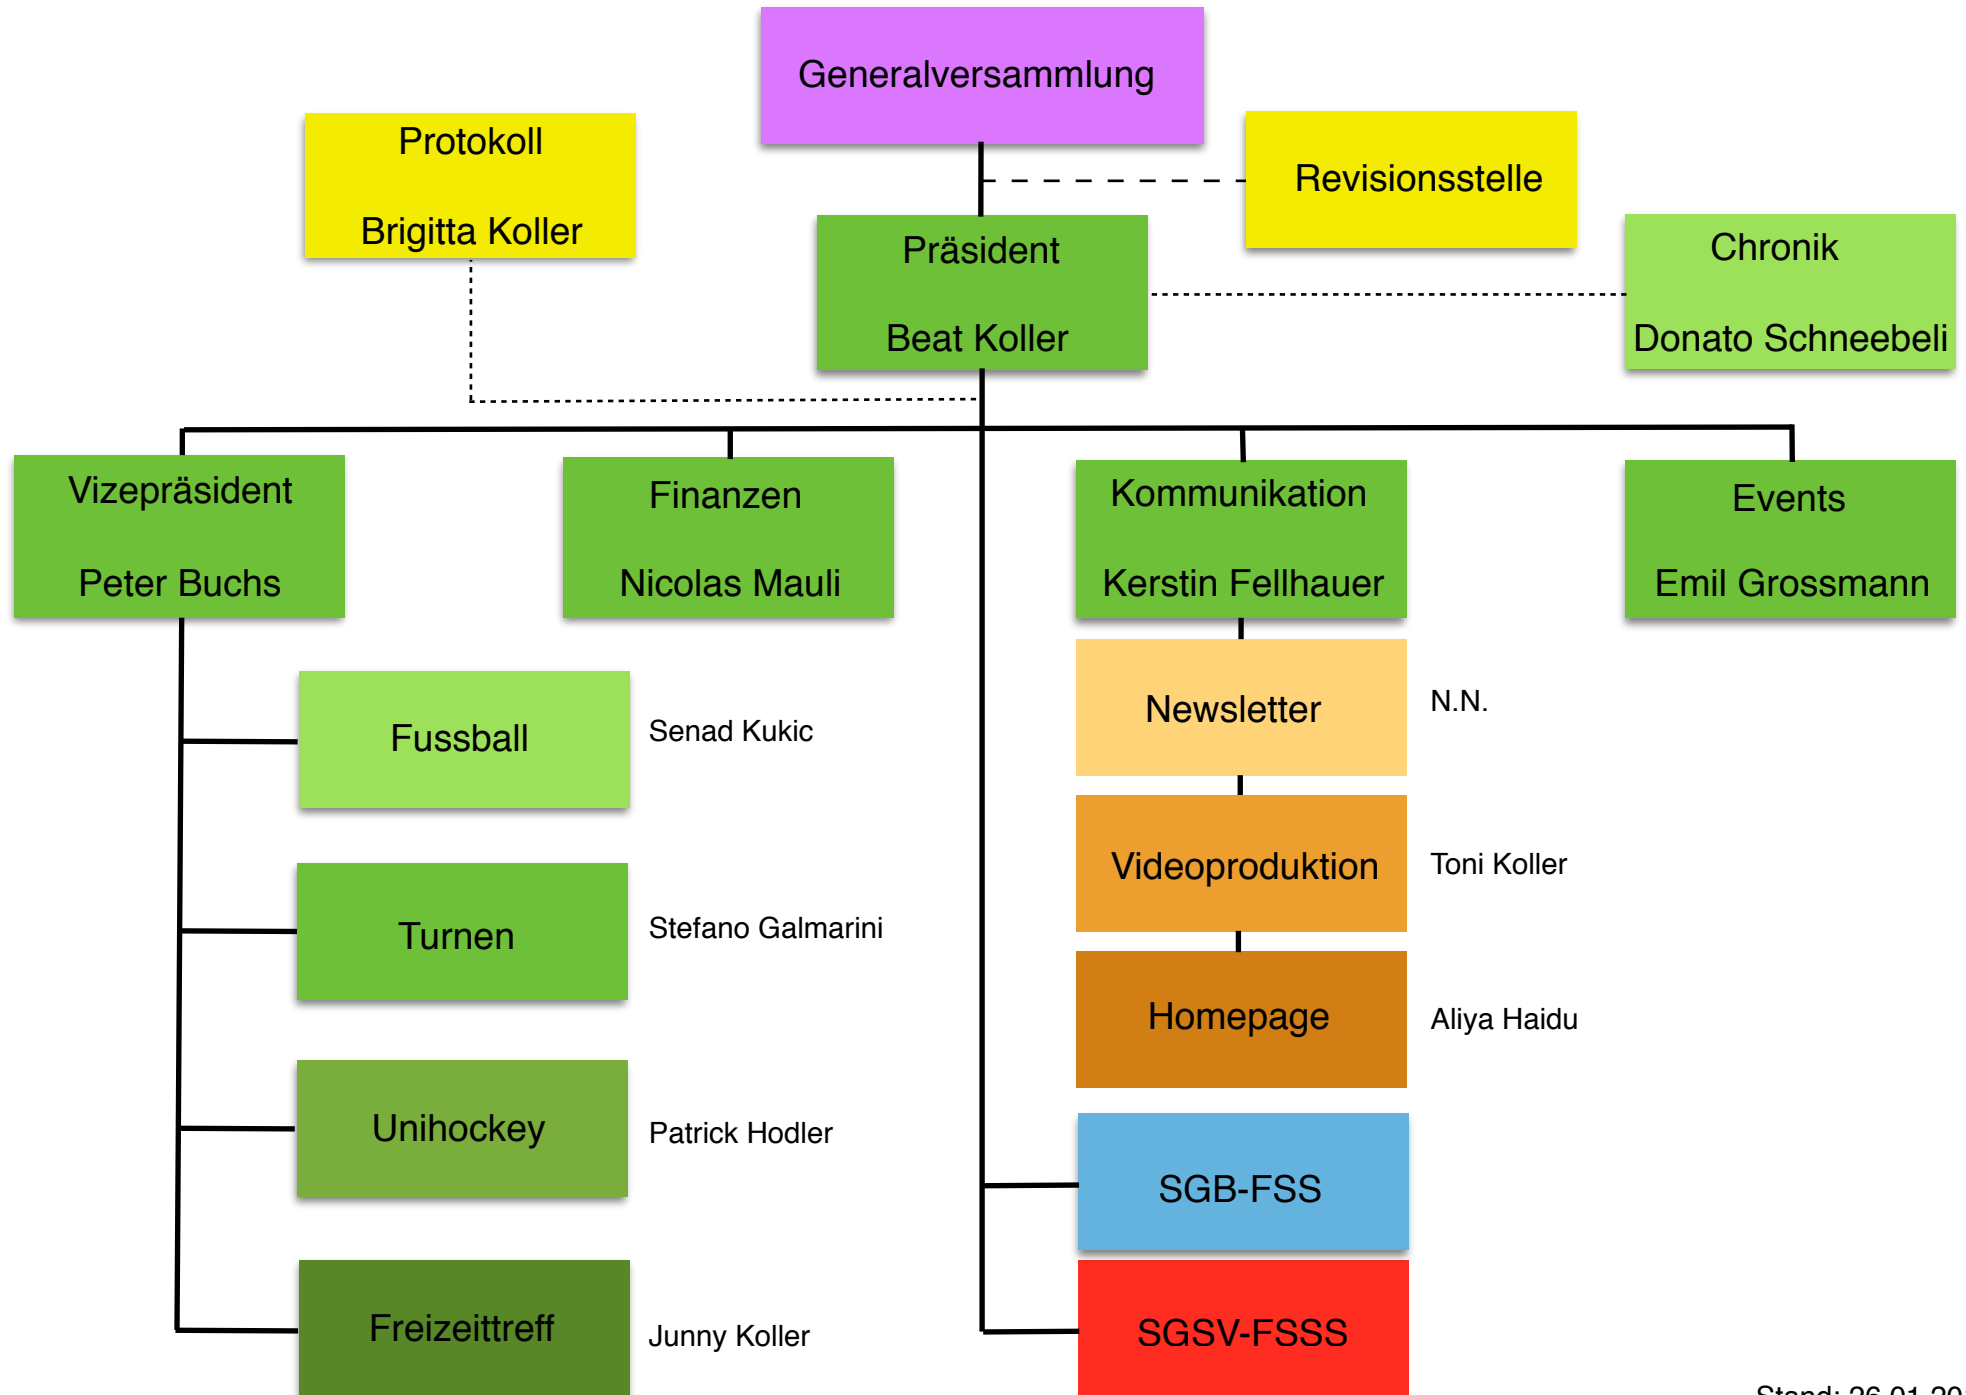 Generalversammlung
Protokoll
Brigitta Koller
Revisionsstelle
Präsident
Beat Koller
Chronik
Donato Schneebeli
Vizepräsident
Peter Buchs
Finanzen
Nicolas Mauli
Kommunikation
Kerstin Fellhauer
Events
Emil Grossmann
Fussball
Senad Kukic
Turnen
Stefano Galmarini
Unihockey
Patrick Hodler
Freizeittreff
Junny Koller
Newsletter
N.N.
Videoproduktion
Toni Koller
Homepage
Aliya Haidu
SGB-FSS
SGSV-FSSS
Stand: